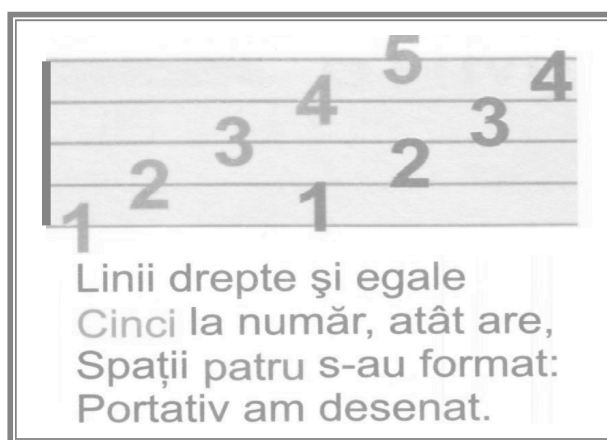 5
4
4
3
3
2
2
1
1
Linii drepte şi egale
Cinci la număr, atât are,
Spaţii patru s-au format:
Portativ am desenat.